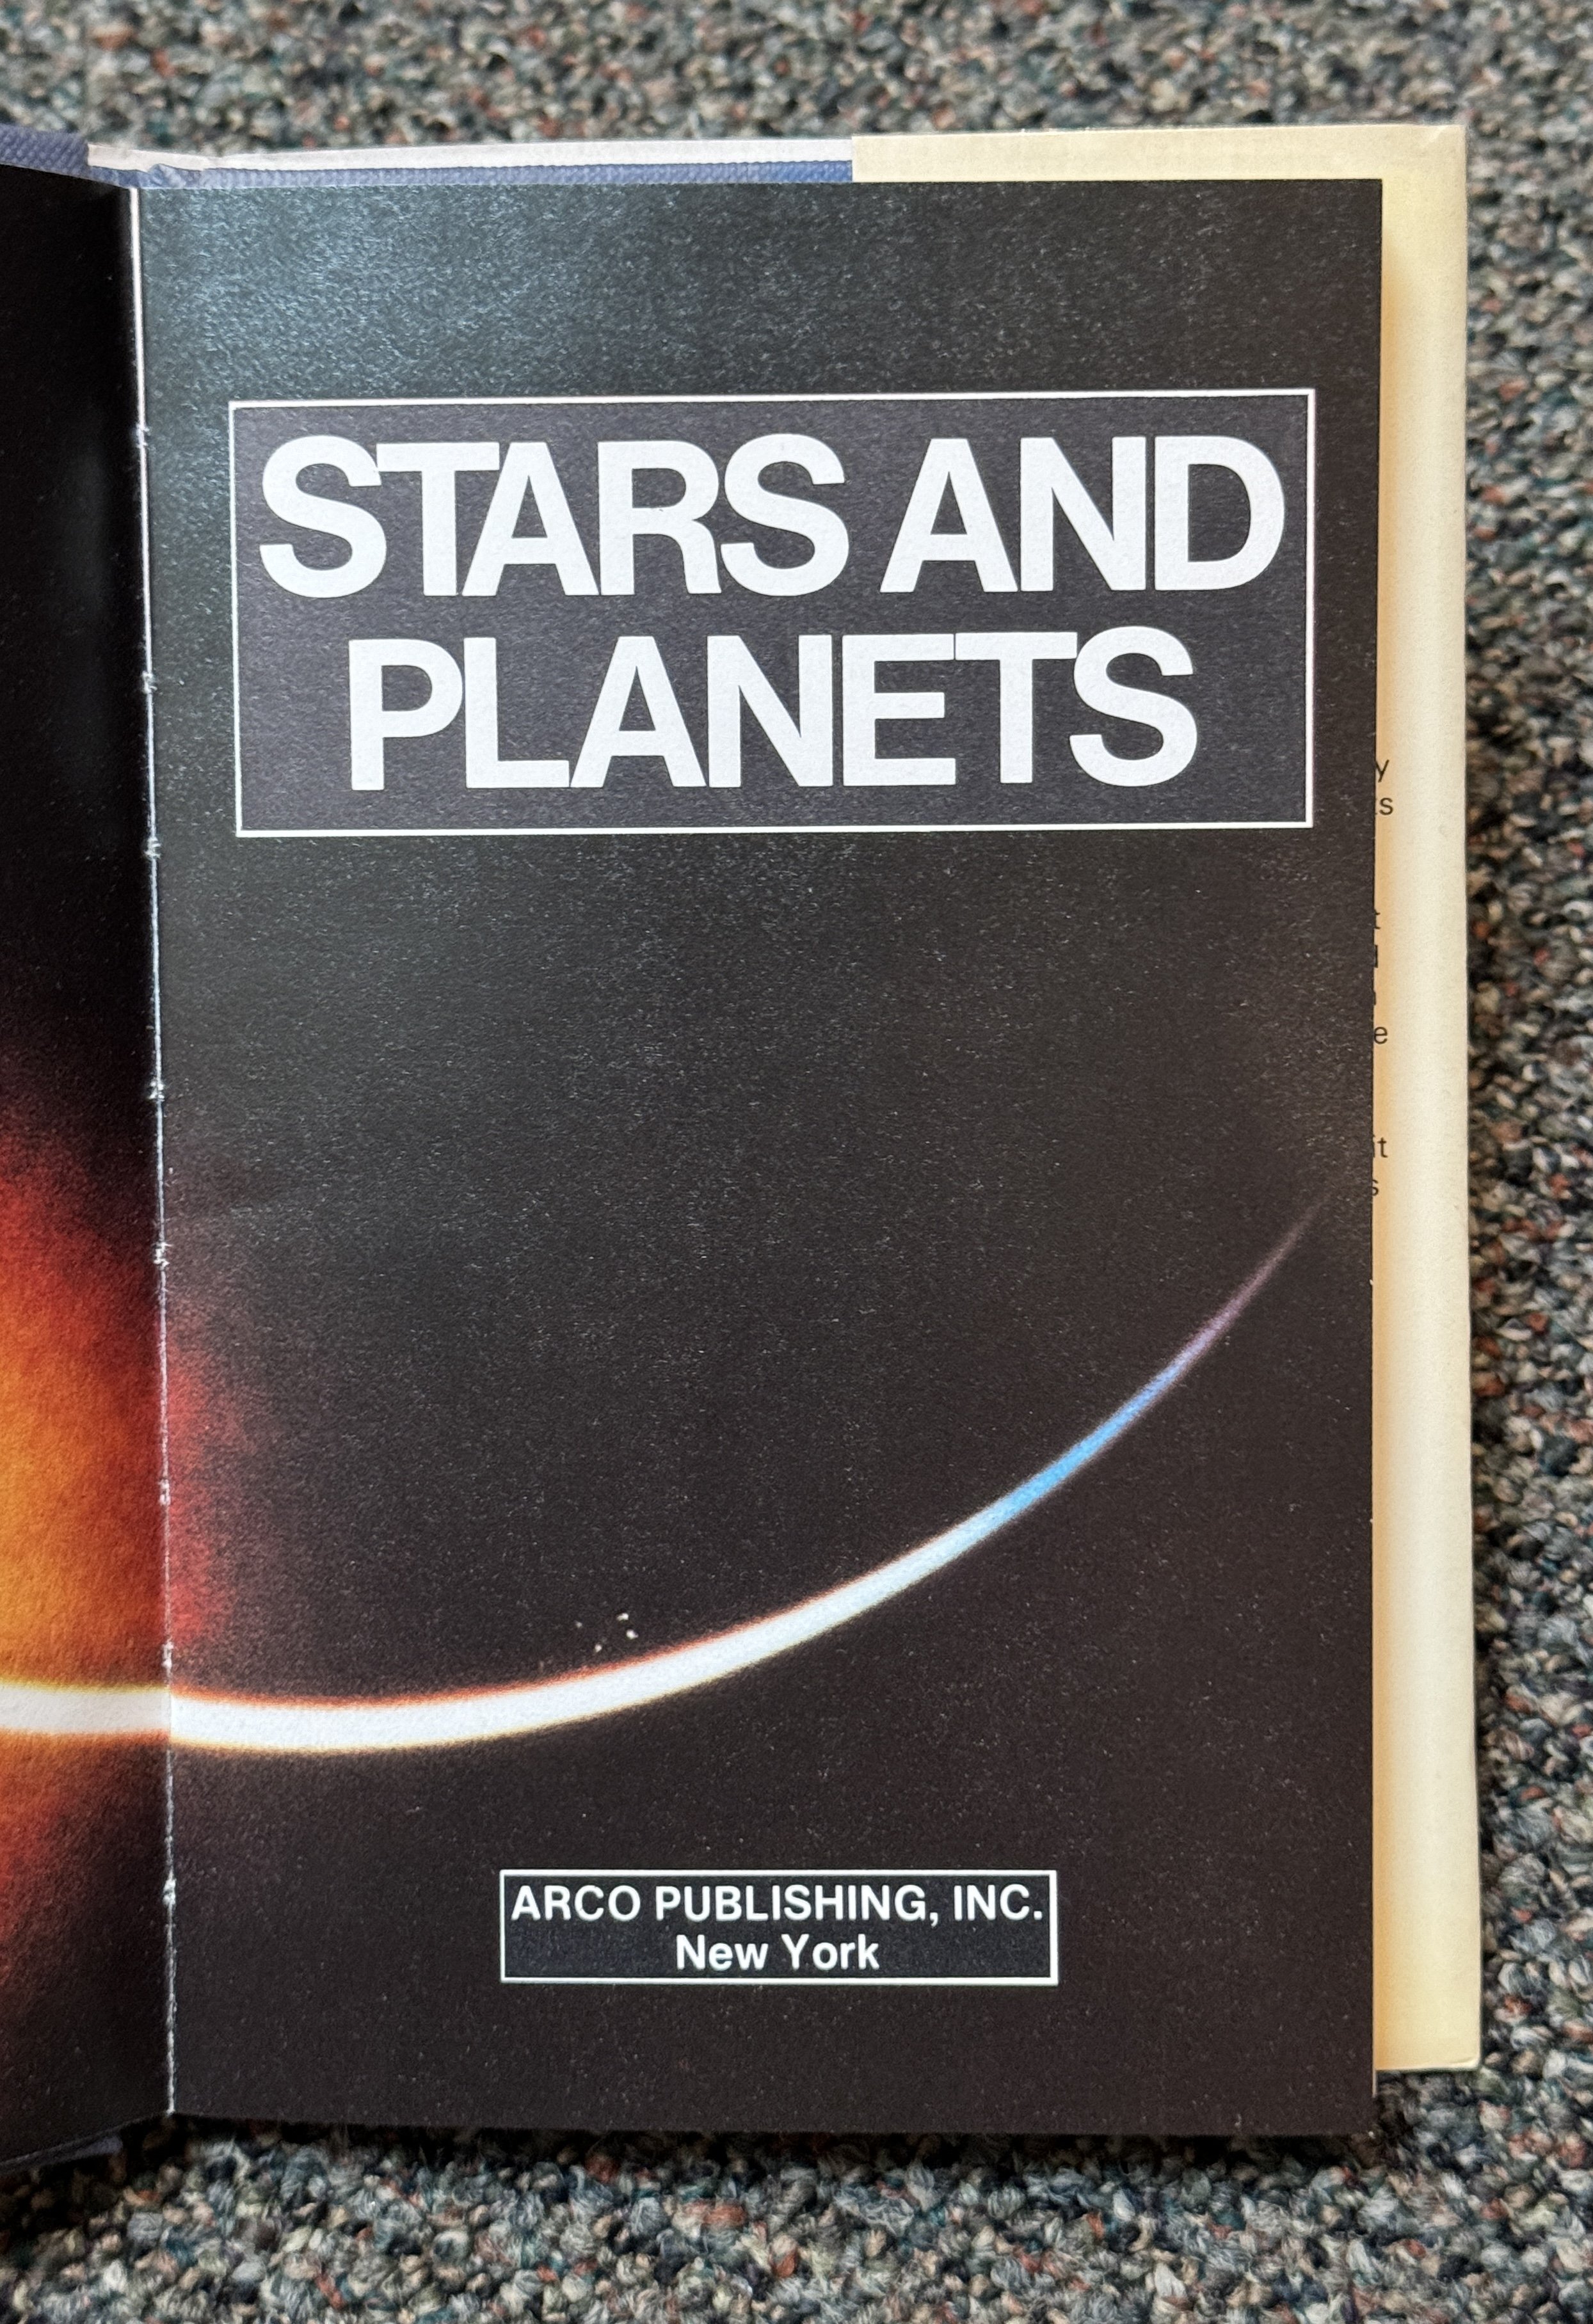 STARS AND
PLANETS
ARCO PUBLISHING, INC.
New York